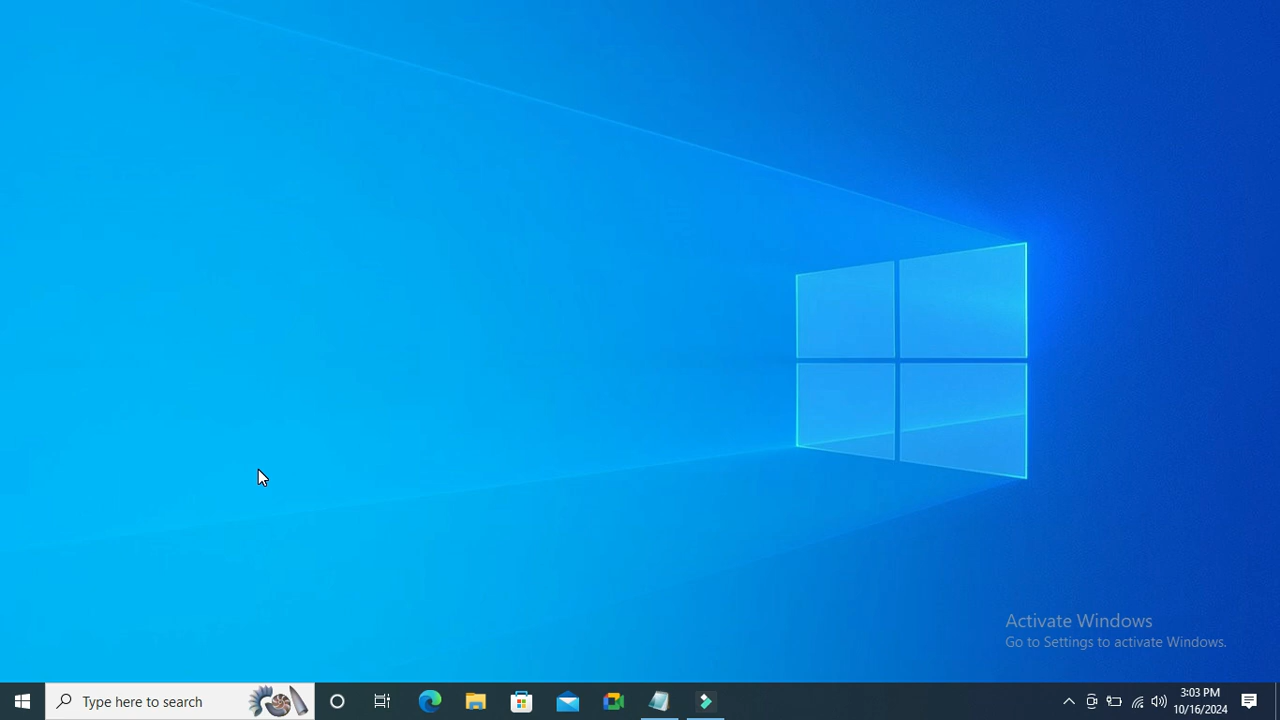 Activate Windows
Go to Settings to activate Windows.
Type here to search
3:03 PM
10/16/2024